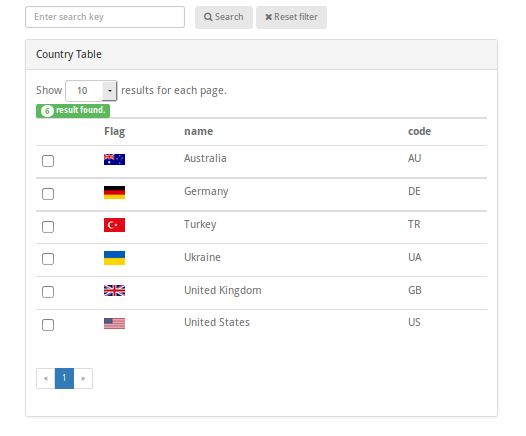 Enter search key Search Reset filter
Country Table
Show 10 results for each page.
6 result found.
Flag name code
Australia AU
Germany DE
Turkey TR
Ukraine UA
United Kingdom GB
United States US
« 1 »